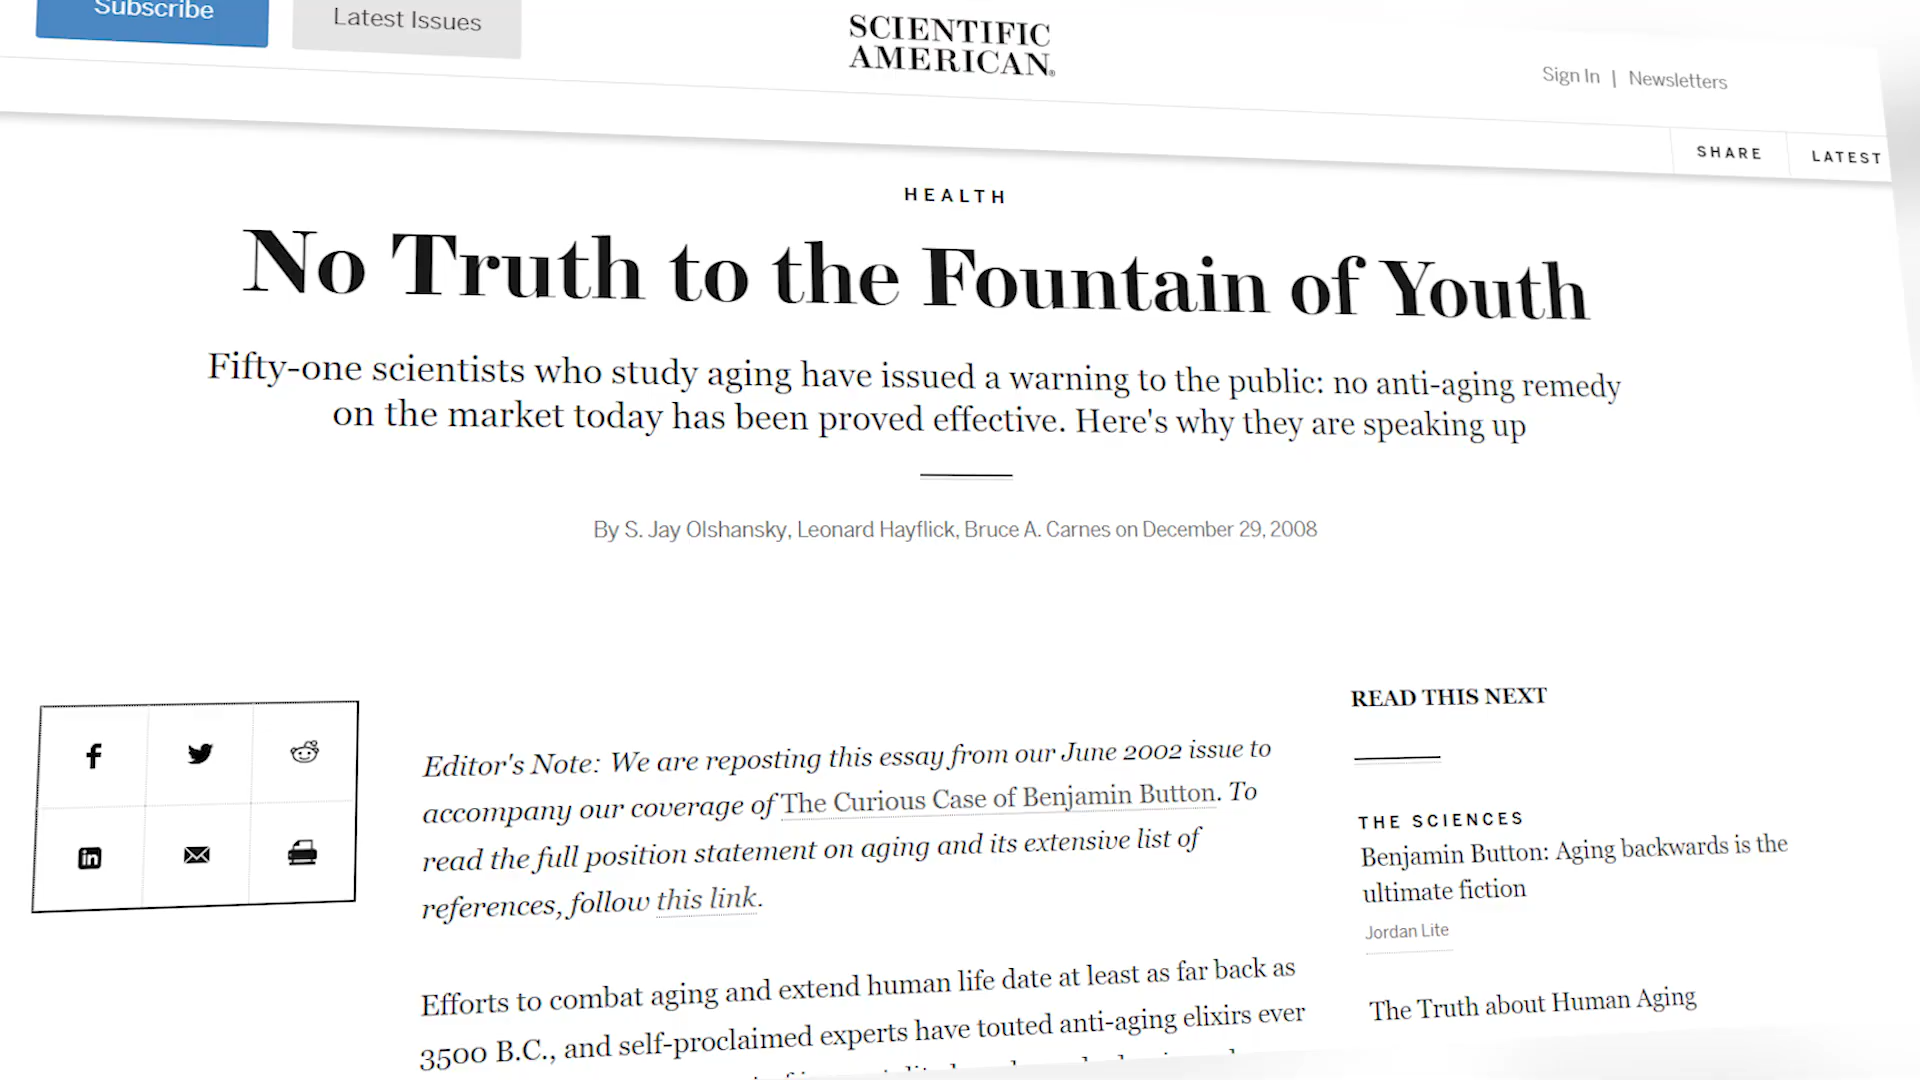 Subscribe
Latest Issues
SCIENTIFIC
AMERICAN®
Sign In | Newsletters
SHARE
LATEST
HEALTH
No Truth to the Fountain of Youth
Fifty-one scientists who study aging have issued a warning to the public: no anti-aging remedy
on the market today has been proved effective. Here's why they are speaking up
By S. Jay Olshansky, Leonard Hayflick, Bruce A. Carnes on December 29, 2008
Editor's Note: We are reposting this essay from our June 2002 issue to
accompany our coverage of The Curious Case of Benjamin Button. To
read the full position statement on aging and its extensive list of
references, follow this link.
Efforts to combat aging and extend human life date at least as far back as
3500 B.C., and self-proclaimed experts have touted anti-aging elixirs ever
READ THIS NEXT
THE SCIENCES
Benjamin Button: Aging backwards is the
ultimate fiction
Jordan Lite
The Truth about Human Aging